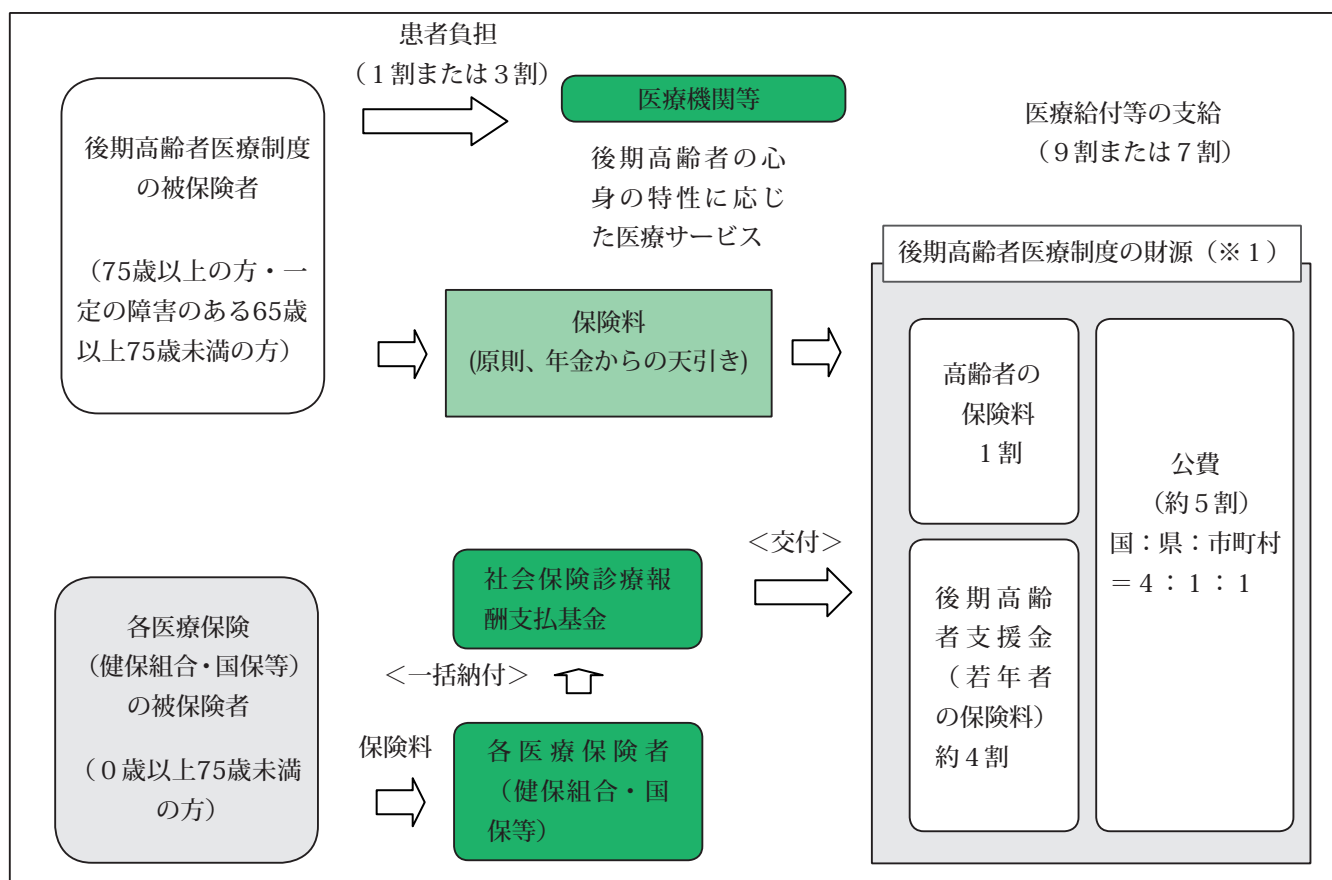 患者負担
（１割または３割）
医療機関等
後期高齢者の心
身の特性に応じ
た医療サービス
医療給付等の支給
（９割または７割）
後期高齢者医療制度
の被保険者
（75歳以上の方・一
定の障害のある65歳
以上75歳未満の方）
保険料
(原則、年金からの天引き)
後期高齢者医療制度の財源（※１）
高齢者の
保険料
１割
公費
（約５割）
国：県：市町村
＝４：１：１
後期高齢
者支援金
（若年者
の保険料）
約４割
＜交付＞
社会保険診療報
酬支払基金
＜一括納付＞
各医療保険
（健保組合・国保等）
の被保険者
（０歳以上75歳未満
の方）
保険料
各医療保険者
（健保組合・国
保等）